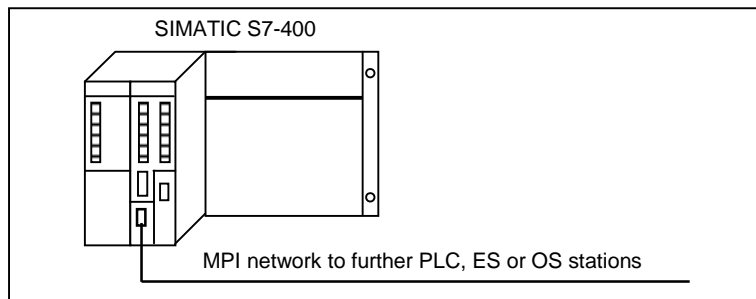 SIMATIC S7-400
MPI network to further PLC, ES or OS stations